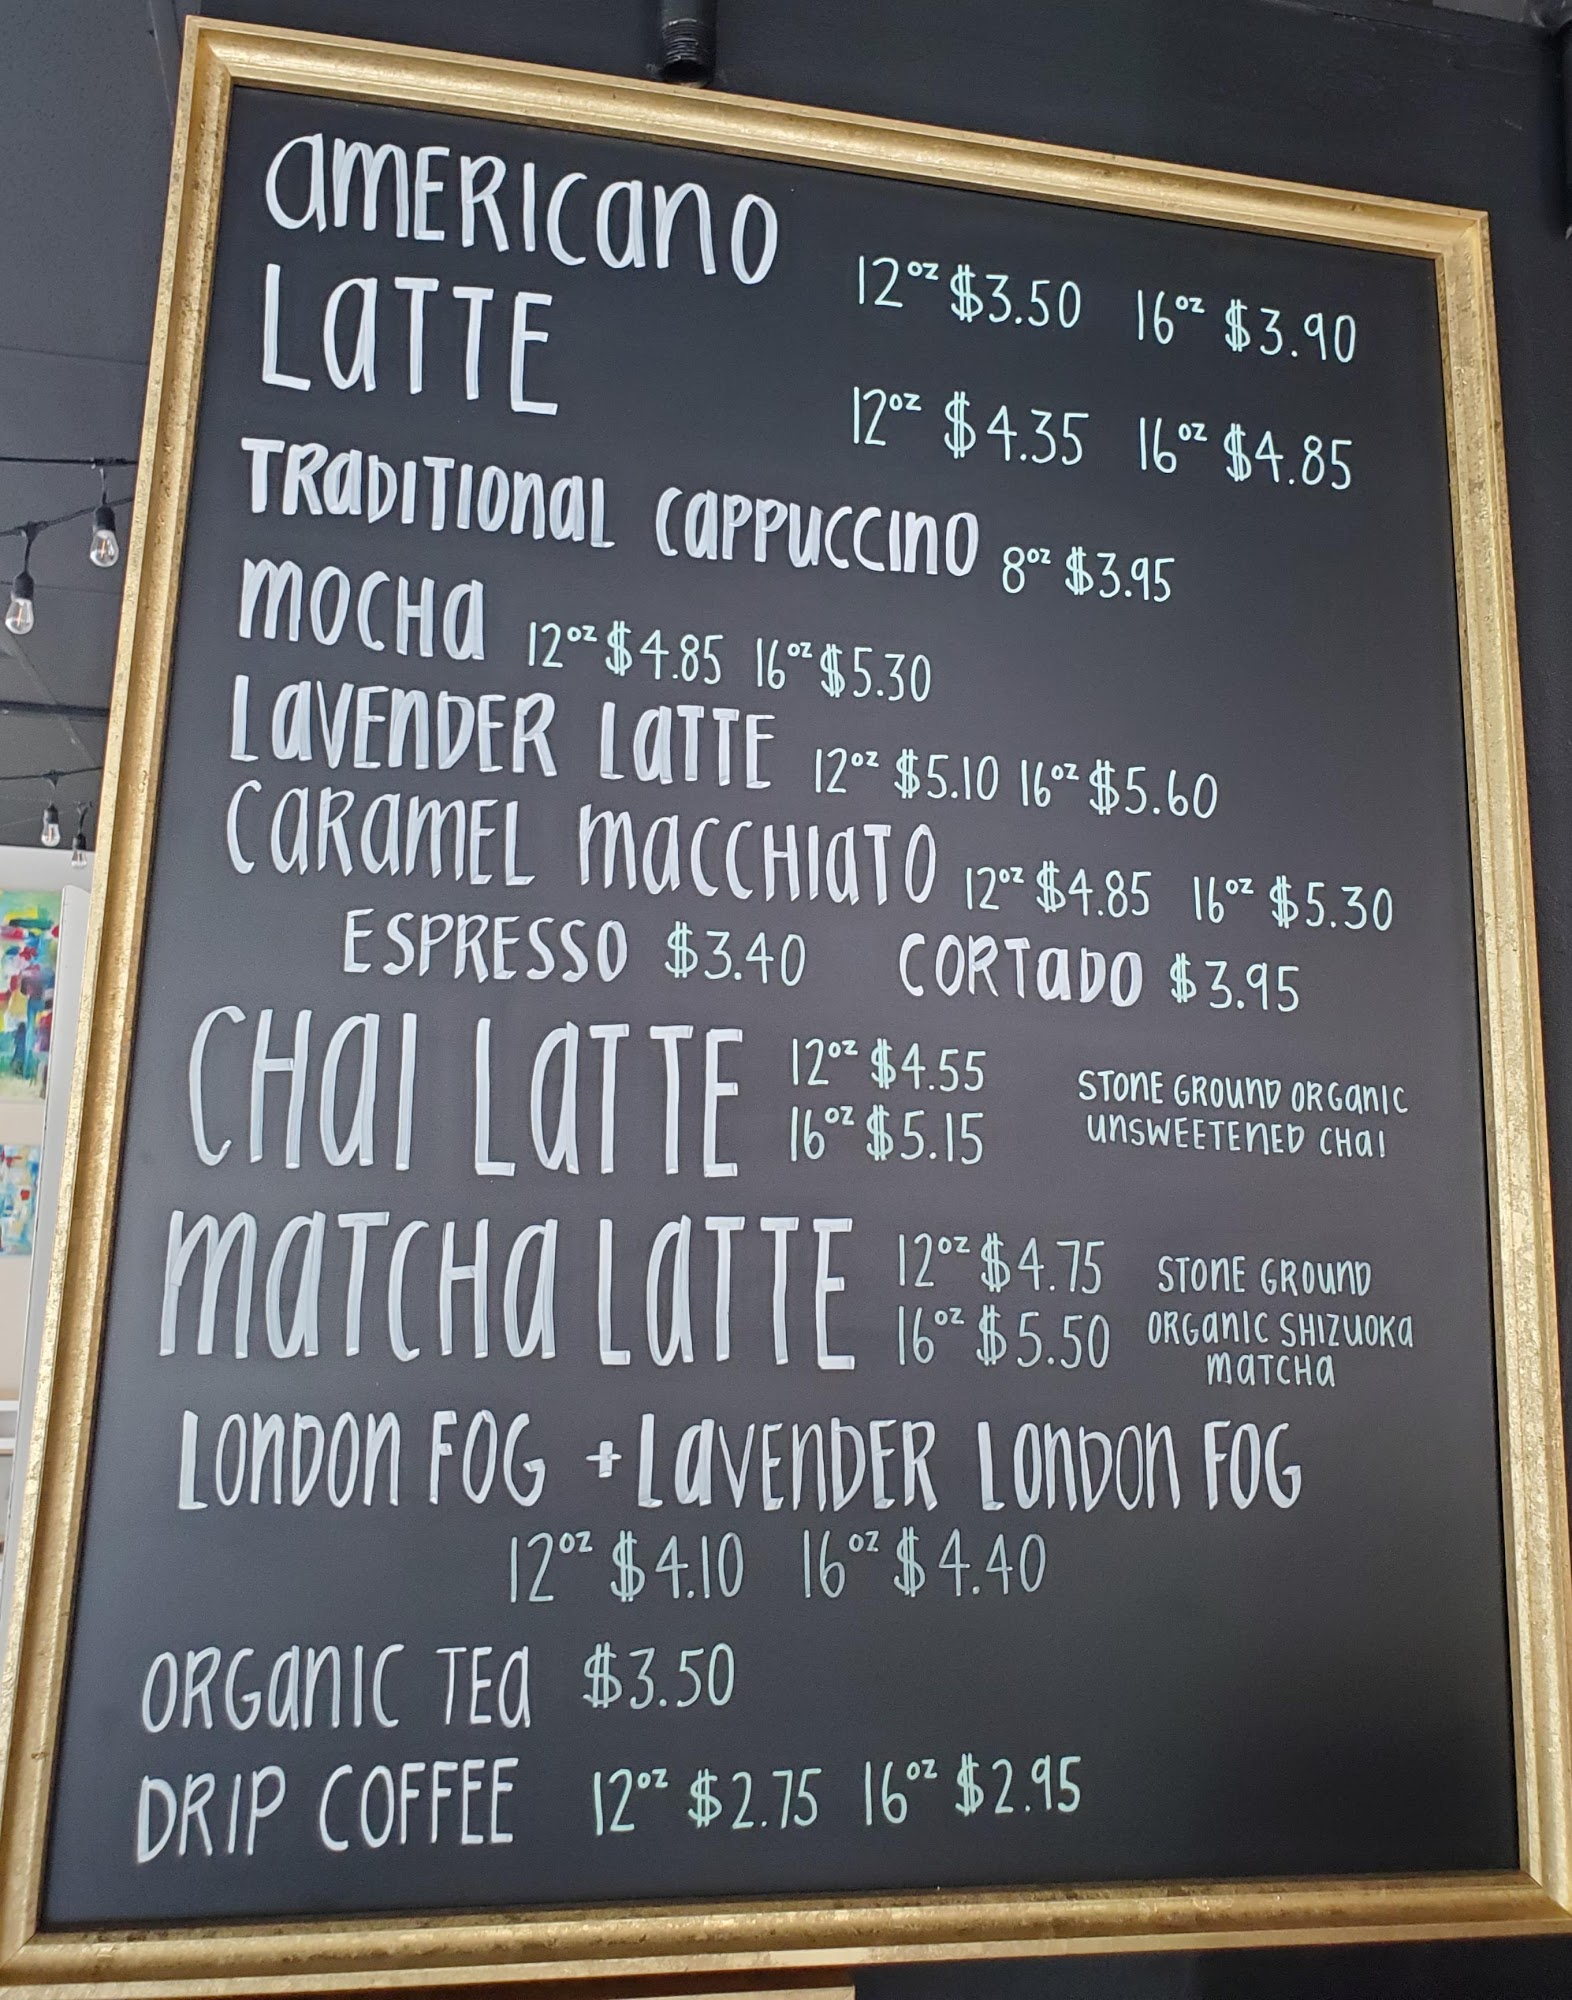 AMERICANO 12oz $3.50 16oz $3.90
LATTE 12oz $4.35 16oz $4.85
TRADITIONAL CAPPUCCINO 8oz $3.95
MOCHA 12oz $4.85 16oz $5.30
LAVENDER LATTE 12oz $5.10 16oz $5.60
CARAMEL MACCHIATO 12oz $4.85 16oz $5.30
ESPRESSO $3.40 CORTADO $3.95
CHAI LATTE 12oz $4.55
16oz $5.15
STONE GROUND ORGANIC
UNSWEETENED CHAI
MATCHA LATTE 12oz $4.75
16oz $5.50
STONE GROUND
ORGANIC SHIZUOKA
MATCHA
LONDON FOG + LAVENDER LONDON FOG
12oz $4.10 16oz $4.40
ORGANIC TEA $3.50
DRIP COFFEE 12oz $2.75 16oz $2.95